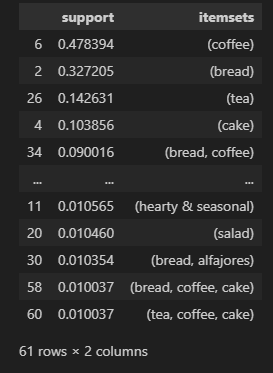 support itemsets
6 0.478394 (coffee)
2 0.327205 (bread)
26 0.142631 (tea)
4 0.103856 (cake)
34 0.090016 (bread, coffee)
... ... ...
11 0.010565 (hearty & seasonal)
20 0.010460 (salad)
30 0.010354 (bread, alfajores)
58 0.010037 (bread, coffee, cake)
60 0.010037 (tea, coffee, cake)
61 rows × 2 columns